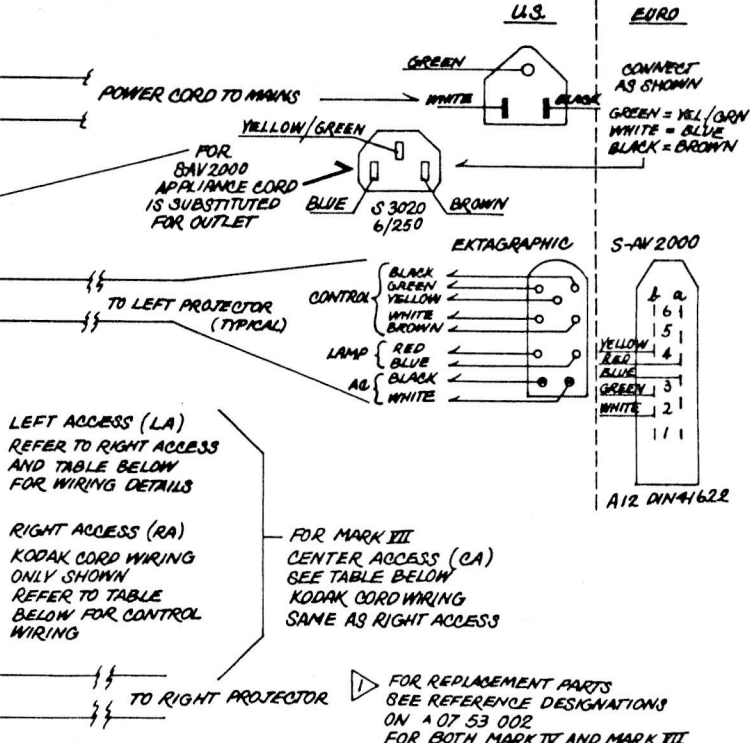 U.S.
EURO
GREEN
CONNECT
AS SHOWN
POWER CORD TO MAINS
WHITE
BLACK
GREEN = YEL/GRN
WHITE = BLUE
BLACK = BROWN
YELLOW/GREEN
FOR
SAV2000
APPLIANCE CORD
IS SUBSTITUTED
FOR OUTLET
BLUE
S 3020
6/250
BROWN
EKTAGRAPHIC
S-AV 2000
CONTROL
BLACK
GREEN
YELLOW
WHITE
BROWN
TO LEFT PROJECTOR
(TYPICAL)
LAMP
RED
BLUE
AC
BLACK
WHITE
b a
6
5
YELLOW
4
RED
BLUE
3
GREEN
WHITE
2
1
A12 DIN 41622
LEFT ACCESS (LA)
REFER TO RIGHT ACCESS
AND TABLE BELOW
FOR WIRING DETAILS
RIGHT ACCESS (RA)
KODAK CORD WIRING
ONLY SHOWN
REFER TO TABLE
BELOW FOR CONTROL
WIRING
FOR MARK VII
CENTER ACCESS (CA)
SEE TABLE BELOW
KODAK CORD WIRING
SAME AS RIGHT ACCESS
TO RIGHT PROJECTOR
1
FOR REPLACEMENT PARTS
SEE REFERENCE DESIGNATIONS
ON A 07 53 002
FOR BOTH MARK IV AND MARK VII